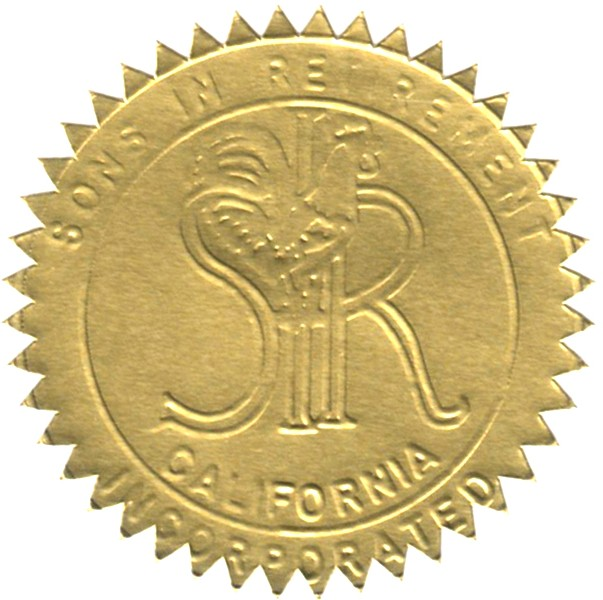 SONS IN RETIREMENT
SIR
CALIFORNIA
INCORPORATED